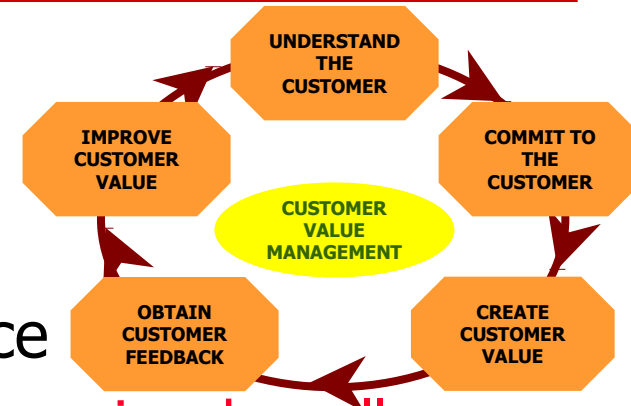 UNDERSTAND
THE
CUSTOMER
COMMIT TO
THE
CUSTOMER
CREATE
CUSTOMER
VALUE
OBTAIN
CUSTOMER
FEEDBACK
IMPROVE
CUSTOMER
VALUE
CUSTOMER
VALUE
MANAGEMENT
ce